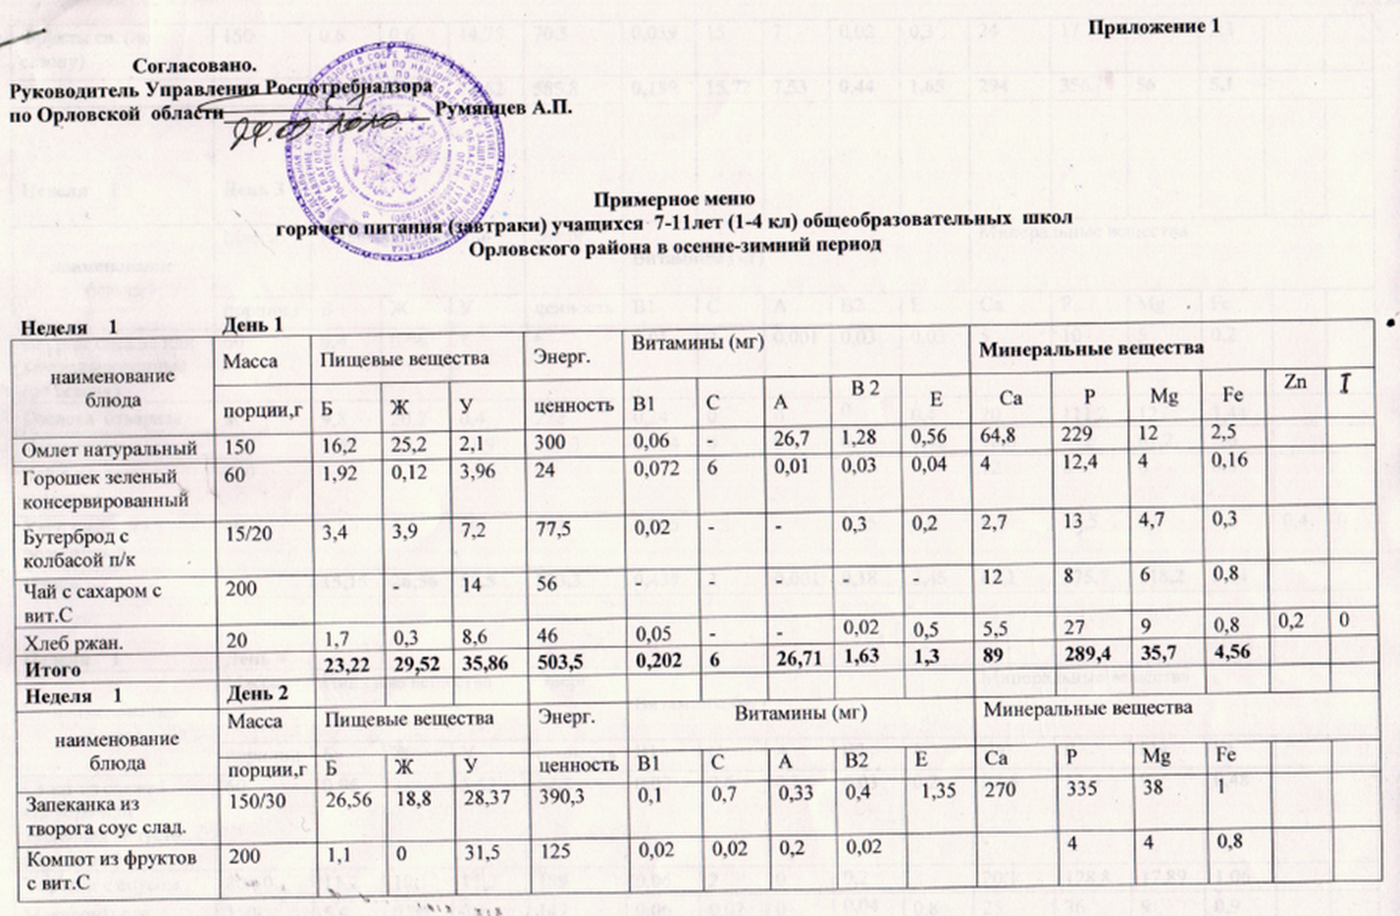 Приложение 1
Согласовано.
Руководитель Управления Роспотребнадзора
по Орловской области Румянцев А.П.
Примерное меню
горячего питания (завтраки) учащихся 7-11лет (1-4 кл) общеобразовательных школ
Орловского района в осенне-зимний период
Неделя 1 День 1
наименование блюда Масса порции,г Пищевые вещества Энерг. ценность Витамины (мг) Минеральные вещества
Б Ж У В1 С А В 2 Е Ca P Mg Fe Zn I
Омлет натуральный 150 16,2 25,2 2,1 300 0,06 - 26,7 1,28 0,56 64,8 229 12 2,5
Горошек зеленый 60 1,92 0,12 3,96 24 0,072 6 0,01 0,03 0,04 4 12,4 4 0,16
консервированный
Бутерброд с 15/20 3,4 3,9 7,2 77,5 0,02 - - 0,3 0,2 2,7 13 4,7 0,3
колбасой п/к
Чай с сахаром с 200 - 14 56 - - - - - 12 8 6 0,8
вит.С
Хлеб ржан. 20 1,7 0,3 8,6 46 0,05 - - 0,02 0,5 5,5 27 9 0,8 0,2 0
Итого 23,22 29,52 35,86 503,5 0,202 6 26,71 1,63 1,3 89 289,4 35,7 4,56
Неделя 1 День 2
наименование блюда Масса порции,г Пищевые вещества Энерг. ценность Витамины (мг) Минеральные вещества
Б Ж У В1 С А В2 Е Ca P Mg Fe
Запеканка из 150/30 26,56 18,8 28,37 390,3 0,1 0,7 0,33 0,4 1,35 270 335 38 1
творога соус слад.
Компот из фруктов 200 1,1 0 31,5 125 0,02 0,02 0,2 0,02 4 4 0,8
с вит.С